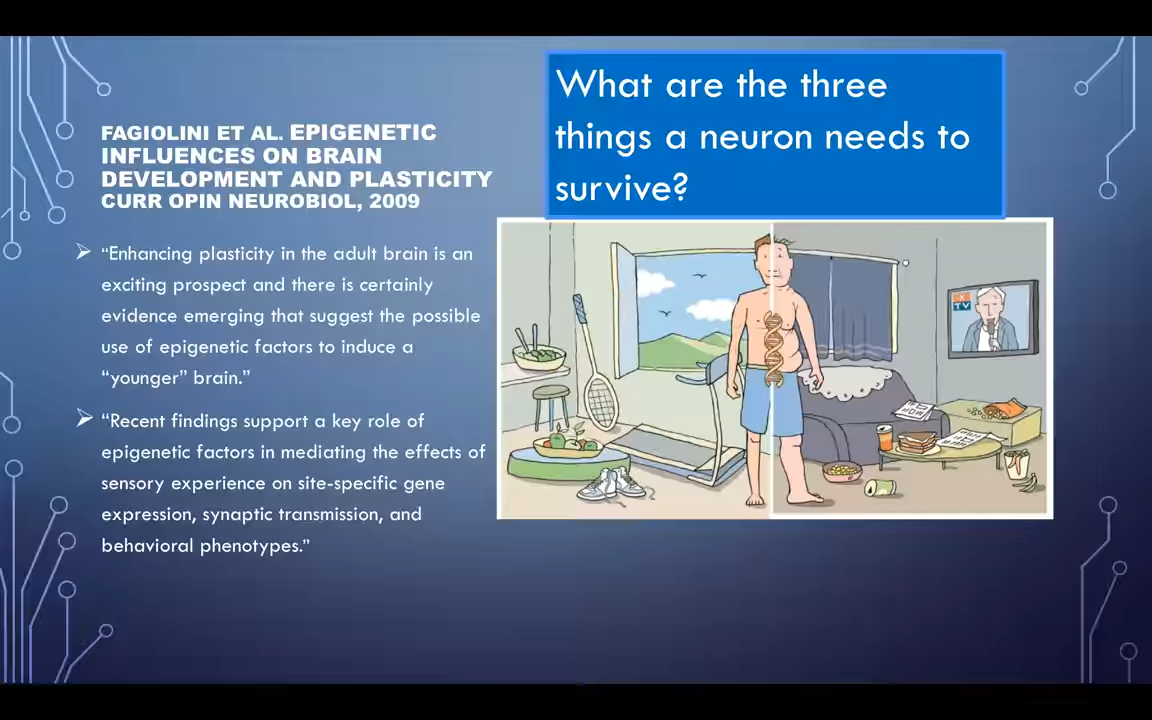 What are the three
things a neuron needs to
survive?
FAGIOLINI ET AL. EPIGENETIC
INFLUENCES ON BRAIN
DEVELOPMENT AND PLASTICITY
CURR OPIN NEUROBIOL, 2009
“Enhancing plasticity in the adult brain is an
exciting prospect and there is certainly
evidence emerging that suggest the possible
use of epigenetic factors to induce a
“younger” brain.”
“Recent findings support a key role of
epigenetic factors in mediating the effects of
sensory experience on site-specific gene
expression, synaptic transmission, and
behavioral phenotypes.”
K
TV